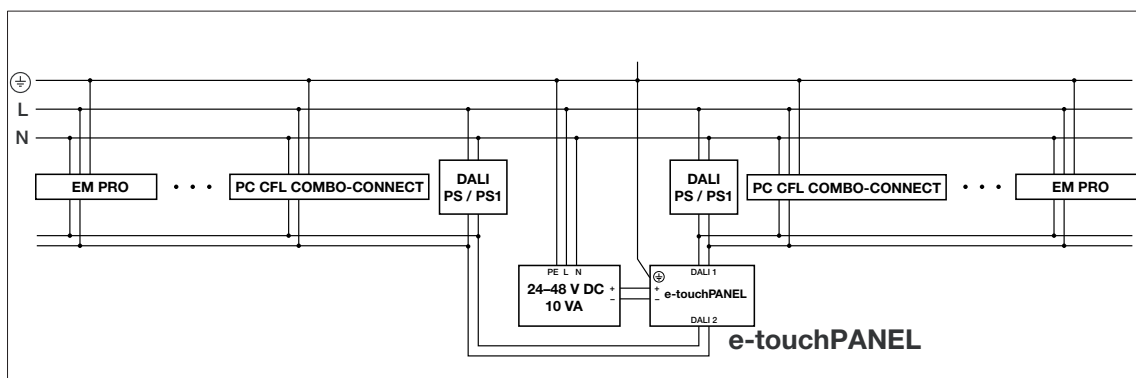 L
N
EM PRO
PC CFL COMBO-CONNECT
DALI
PS / PS1
DALI
PS / PS1
PC CFL COMBO-CONNECT
EM PRO
PE L N
24–48 V DC
10 VA
+
–
DALI 1
+
–
e-touchPANEL
DALI 2
e-touchPANEL